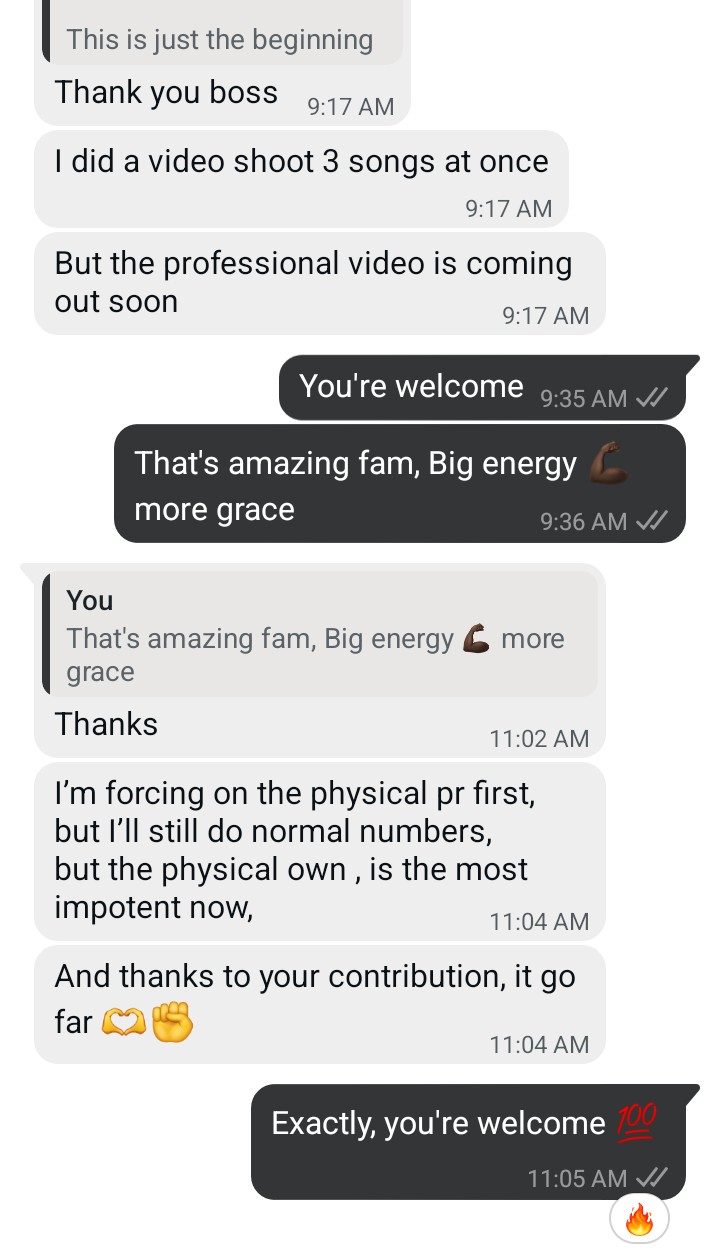 This is just the beginning
Thank you boss 9:17 AM
I did a video shoot 3 songs at once
9:17 AM
But the professional video is coming
out soon 9:17 AM
You're welcome 9:35 AM
That's amazing fam, Big energy 💪🏿
more grace 9:36 AM
You
That's amazing fam, Big energy 💪🏿 more
grace
Thanks 11:02 AM
I’m forcing on the physical pr first,
but I’ll still do normal numbers,
but the physical own , is the most
impotent now, 11:04 AM
And thanks to your contribution, it go
far 🫶✊ 11:04 AM
Exactly, you're welcome 💯
11:05 AM
🔥